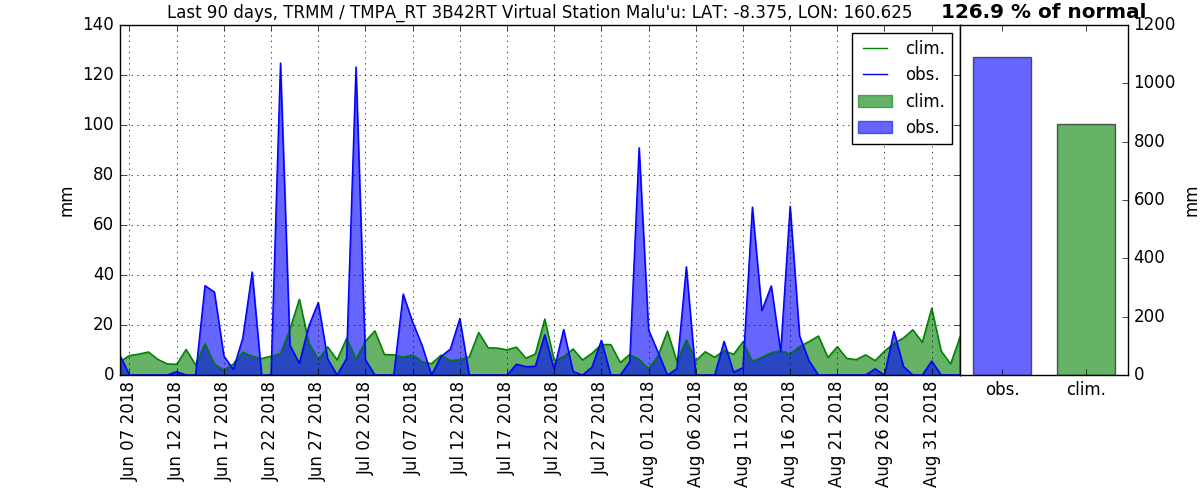 Last 90 days, TRMM / TMPA_RT 3B42RT Virtual Station Malu'u: LAT: -8.375, LON: 160.625
126.9 % of normal
140
120
100
80
60
40
20
0
mm
clim.
obs.
clim.
obs.
1200
1000
800
600
400
200
0
mm
Jun 07 2018
Jun 12 2018
Jun 17 2018
Jun 22 2018
Jun 27 2018
Jul 02 2018
Jul 07 2018
Jul 12 2018
Jul 17 2018
Jul 22 2018
Jul 27 2018
Aug 01 2018
Aug 06 2018
Aug 11 2018
Aug 16 2018
Aug 21 2018
Aug 26 2018
Aug 31 2018
obs.
clim.